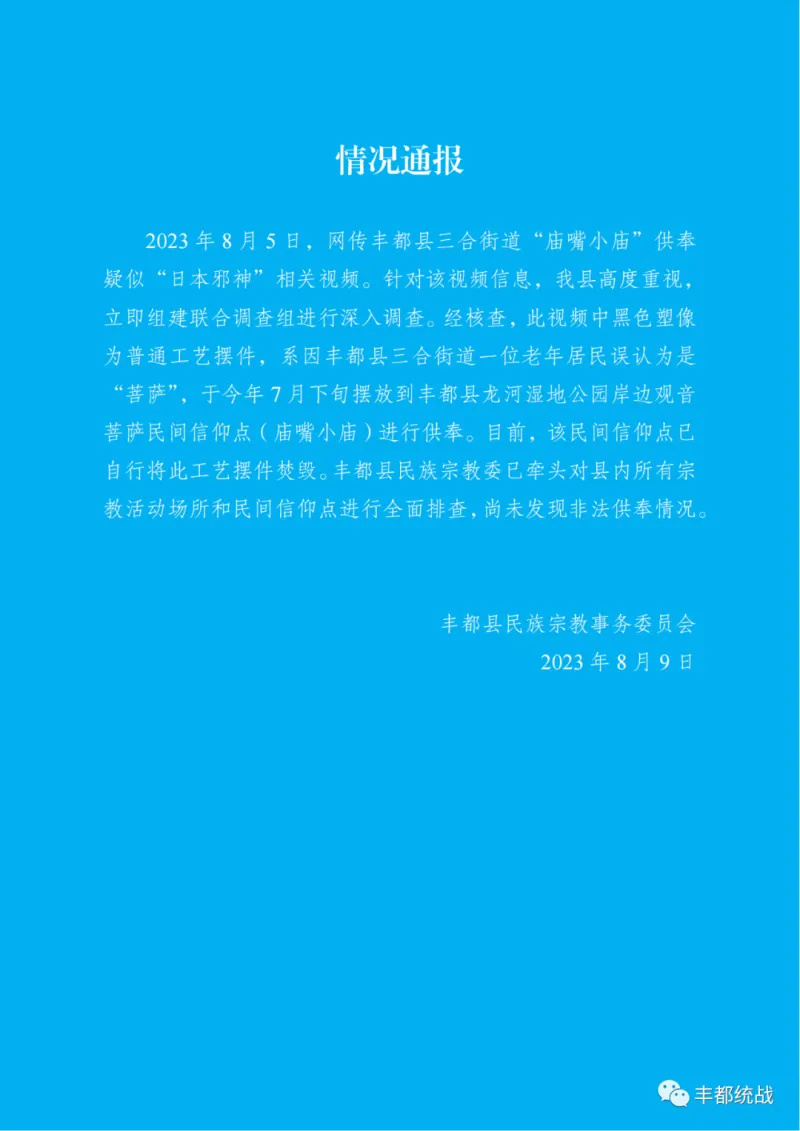 情况通报
2023 年 8 月 5 日，网传丰都县三合街道“庙嘴小庙”供奉
疑似“日本邪神”相关视频。针对该视频信息，我县高度重视，
立即组建联合调查组进行深入调查。经核查，此视频中黑色塑像
为普通工艺摆件，系因丰都县三合街道一位老年居民误认为是
“菩萨”，于今年 7 月下旬摆放到丰都县龙河湿地公园岸边观音
菩萨民间信仰点（庙嘴小庙）进行供奉。目前，该民间信仰点已
自行将此工艺摆件焚毁。丰都县民族宗教委已牵头对县内所有宗
教活动场所和民间信仰点进行全面排查，尚未发现非法供奉情况。
丰都县民族宗教事务委员会
2023 年 8 月 9 日
丰都统战